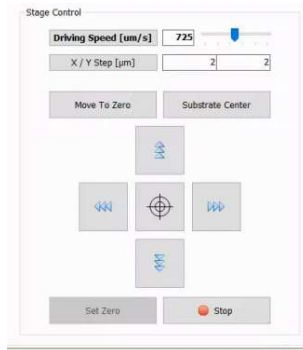 Stage Control
Driving Speed [um/s] 725
X / Y Step [µm] 2 2
Move To Zero Substrate Center
Set Zero Stop